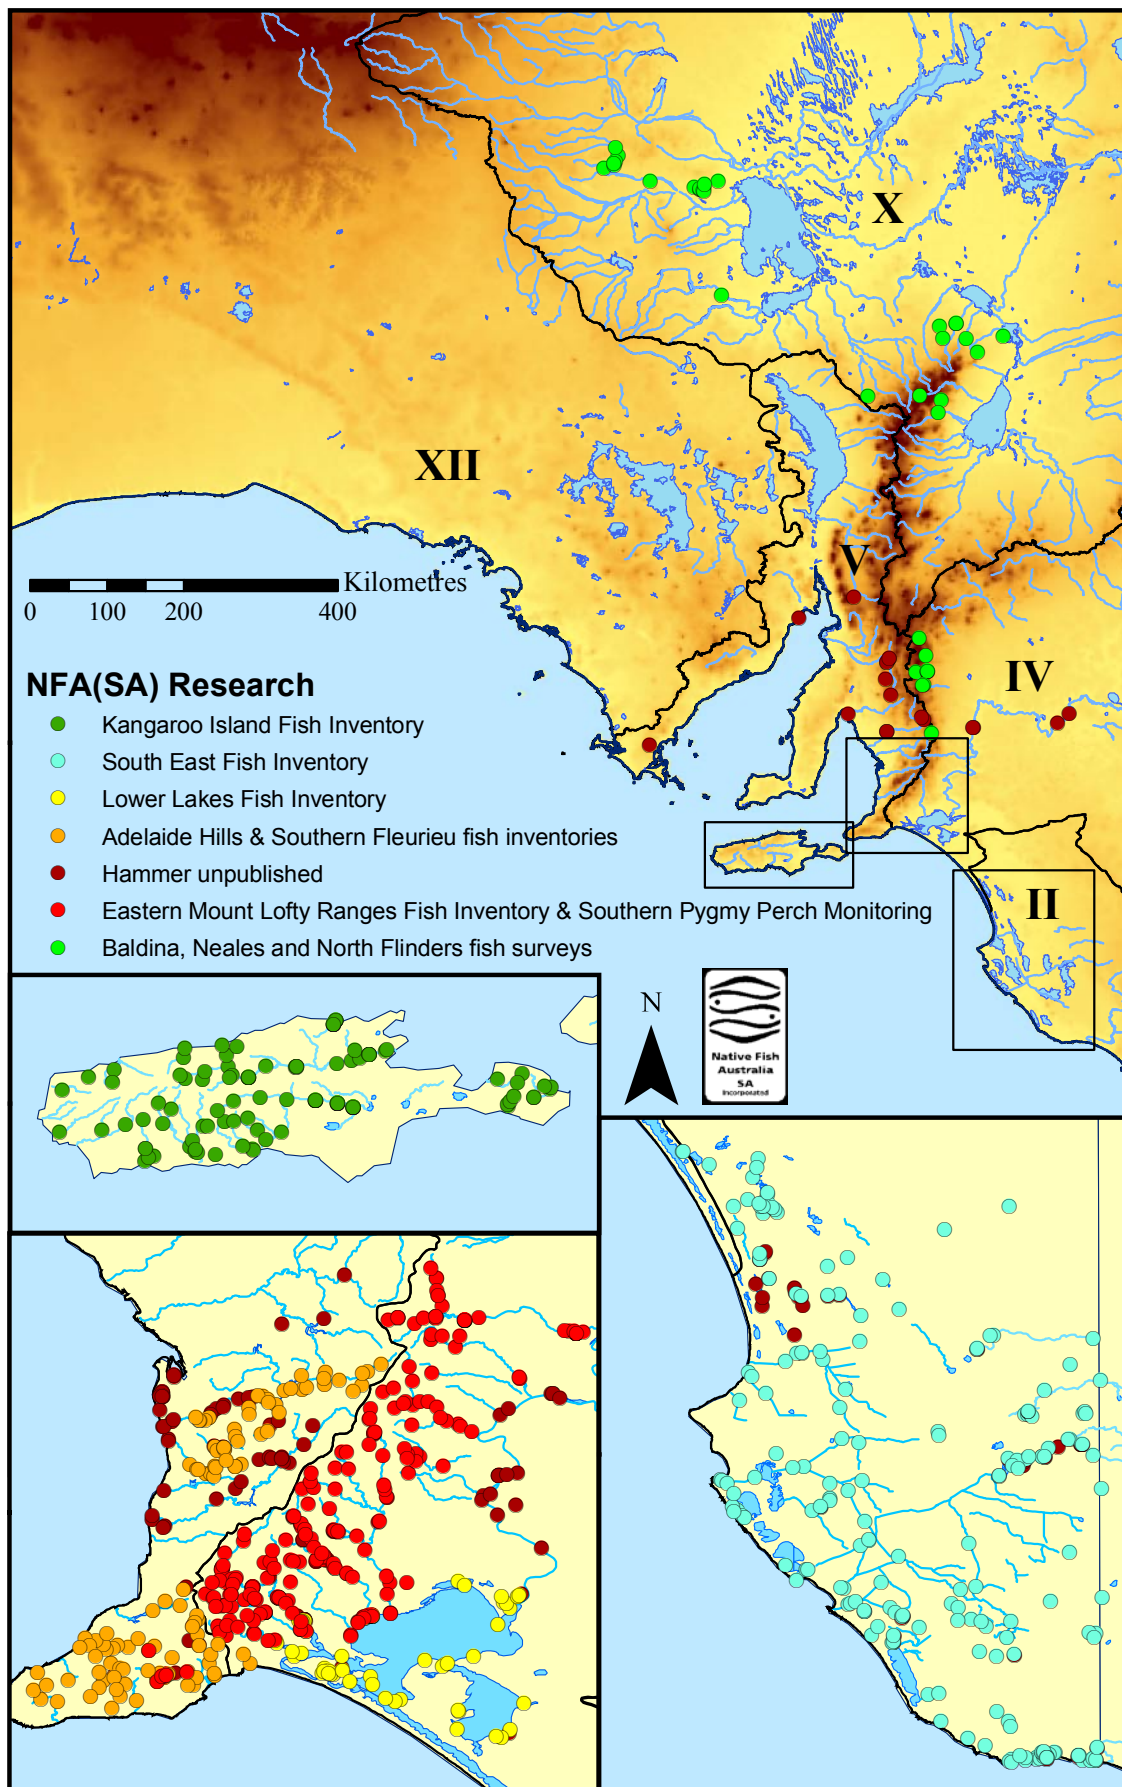 X
XII
V
Kilometres
0 100 200 400
IV
NFA(SA) Research
Kangaroo Island Fish Inventory
South East Fish Inventory
Lower Lakes Fish Inventory
Adelaide Hills & Southern Fleurieu fish inventories
Hammer unpublished
Eastern Mount Lofty Ranges Fish Inventory & Southern Pygmy Perch Monitoring
Baldina, Neales and North Flinders fish surveys
II
N
Native Fish
Australia
SA
Incorporated